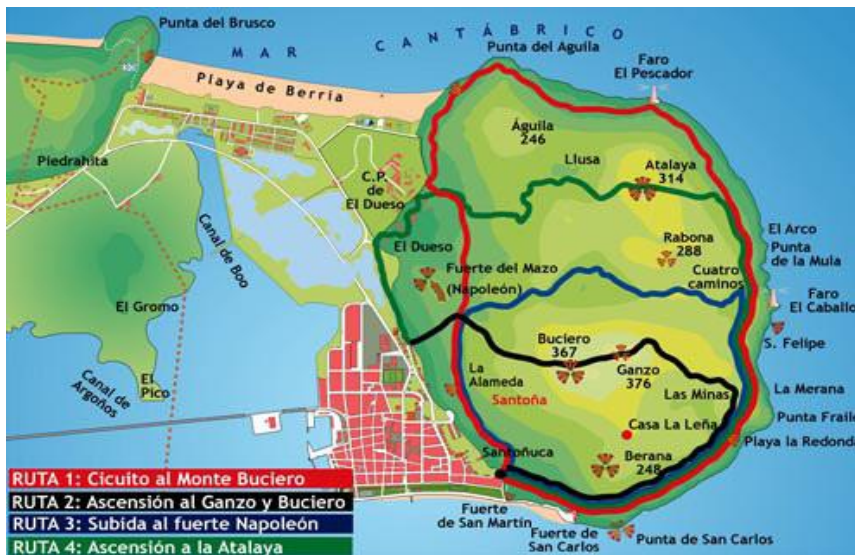 Punta del Brusco
MAR CANTÁBRICO
Punta del Aguila
Faro
El Pescador
Playa de Berria
Águila
246
Llusa
Atalaya
314
Piedrahita
C.P.
de
El Dueso
Canal de Boo
El Dueso
El Arco
Punta
de la Mula
Rabona
288
Fuerte del Mazo
(Napoleón)
Cuatro
caminos
El Gromo
Faro
El Caballo
S. Felipe
Buciero
367
Ganzo
376
La
Alameda
Santoña
Las Minas
La Merana
El
Pico
Canal de
Argoños
Casa La Leña
Punta Fraile
Playa la Redonda
Santoñuca
Berana
248
RUTA 1: Cicuito al Monte Buciero
RUTA 2: Ascensión al Ganzo y Buciero
RUTA 3: Subida al fuerte Napoleón
RUTA 4: Ascensión a la Atalaya
Fuerte
de San Martín
Fuerte de
San Carlos
Punta de San Carlos